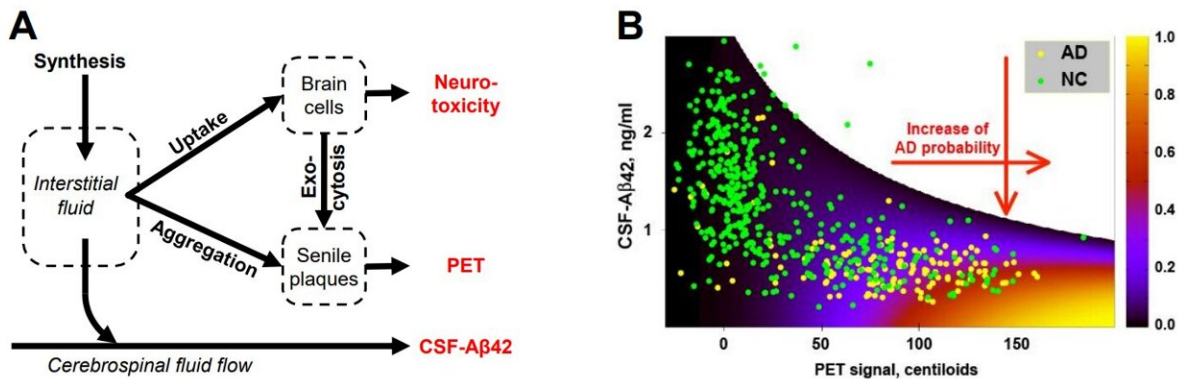 A
Synthesis
Interstitial
fluid
Uptake
Aggregation
Brain
cells
Exo-
cytosis
Senile
plaques
Neuro-
toxicity
PET
CSF-Aβ42
Cerebrospinal fluid flow
B
CSF-Aβ42, ng/ml
2
1
0
50
100
150
PET signal, centiloids
AD
NC
Increase of
AD probability
1.0
0.8
0.6
0.4
0.2
0.0